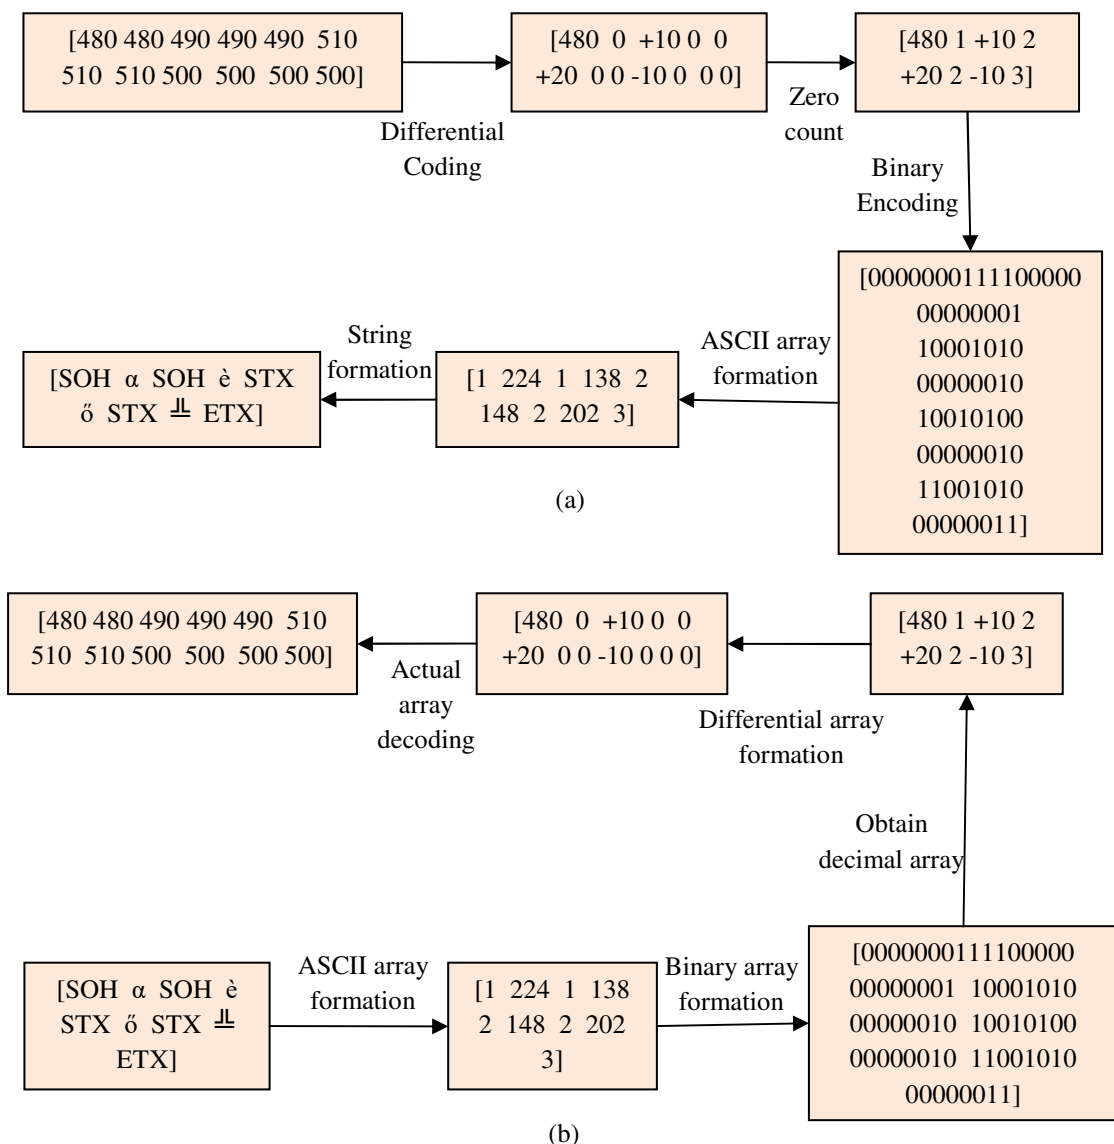 [480 480 490 490 490 510
510 510 500 500 500 500]
Differential
Coding
[480 0 +10 0 0
+20 0 0 -10 0 0 0]
Zero
count
[480 1 +10 2
+20 2 -10 3]
Binary
Encoding
[0000000111100000
00000001
10001010
00000010
10010100
00000010
11001010
00000011]
ASCII array
formation
[1 224 1 138 2
148 2 202 3]
String
formation
[SOH α SOH è STX
ő STX ╩ ETX]
(a)
[480 480 490 490 490 510
510 510 500 500 500 500]
Actual
array
decoding
[480 0 +10 0 0
+20 0 0 -10 0 0 0]
Differential array
formation
[480 1 +10 2
+20 2 -10 3]
Obtain
decimal array
[SOH α SOH è
STX ő STX ╩
ETX]
ASCII array
formation
[1 224 1 138
2 148 2 202
3]
Binary array
formation
[0000000111100000
00000001 10001010
00000010 10010100
00000010 11001010
00000011]
(b)